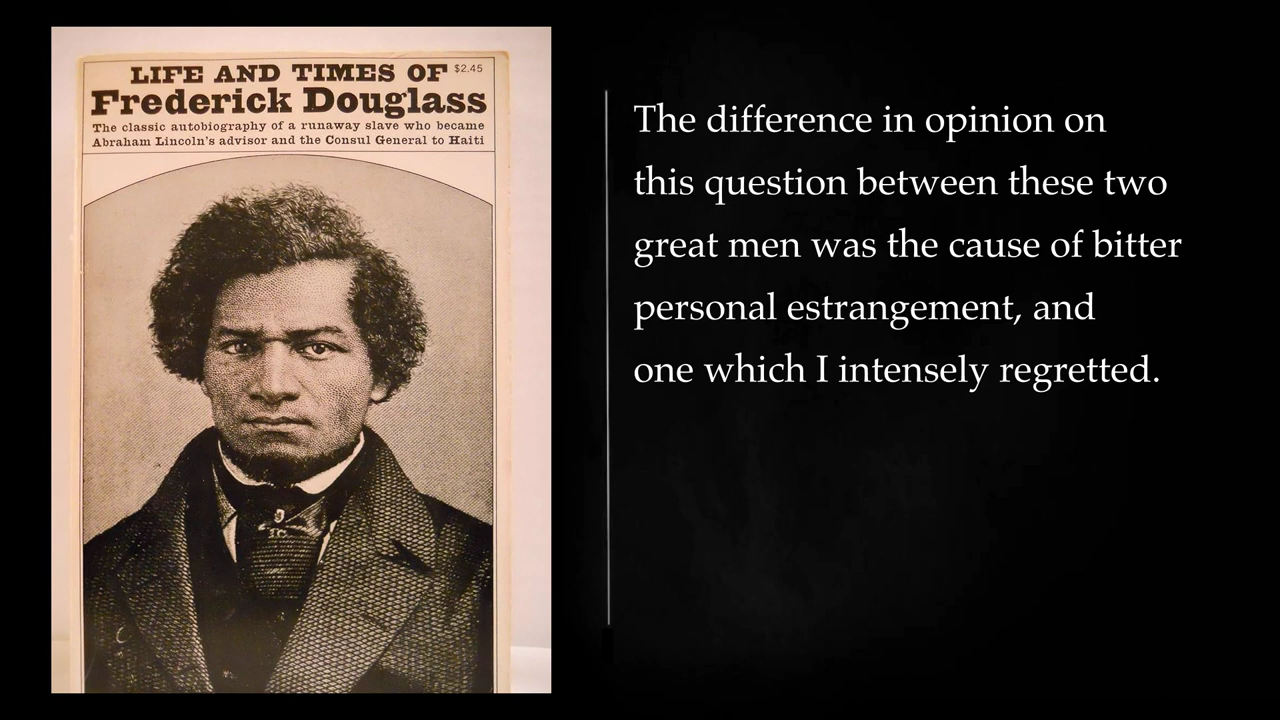 LIFE AND TIMES OF $2.45
Frederick Douglass
The classic autobiography of a runaway slave who became
Abraham Lincoln's advisor and the Consul General to Haiti
The difference in opinion on
this question between these two
great men was the cause of bitter
personal estrangement, and
one which I intensely regretted.